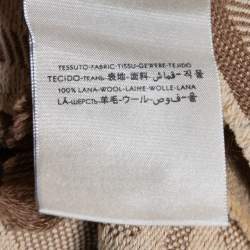 TESSUTO-FABRIC-TISSU-GEWEBE-TEJIDO
TECIDO-ТКАНЬ-表地-面料-قماش-직물
100% LANA-WOOL-LAINE-WOLLE-LANA
LÃ-ШЕРСТЬ-羊毛-ウール-صوف-울